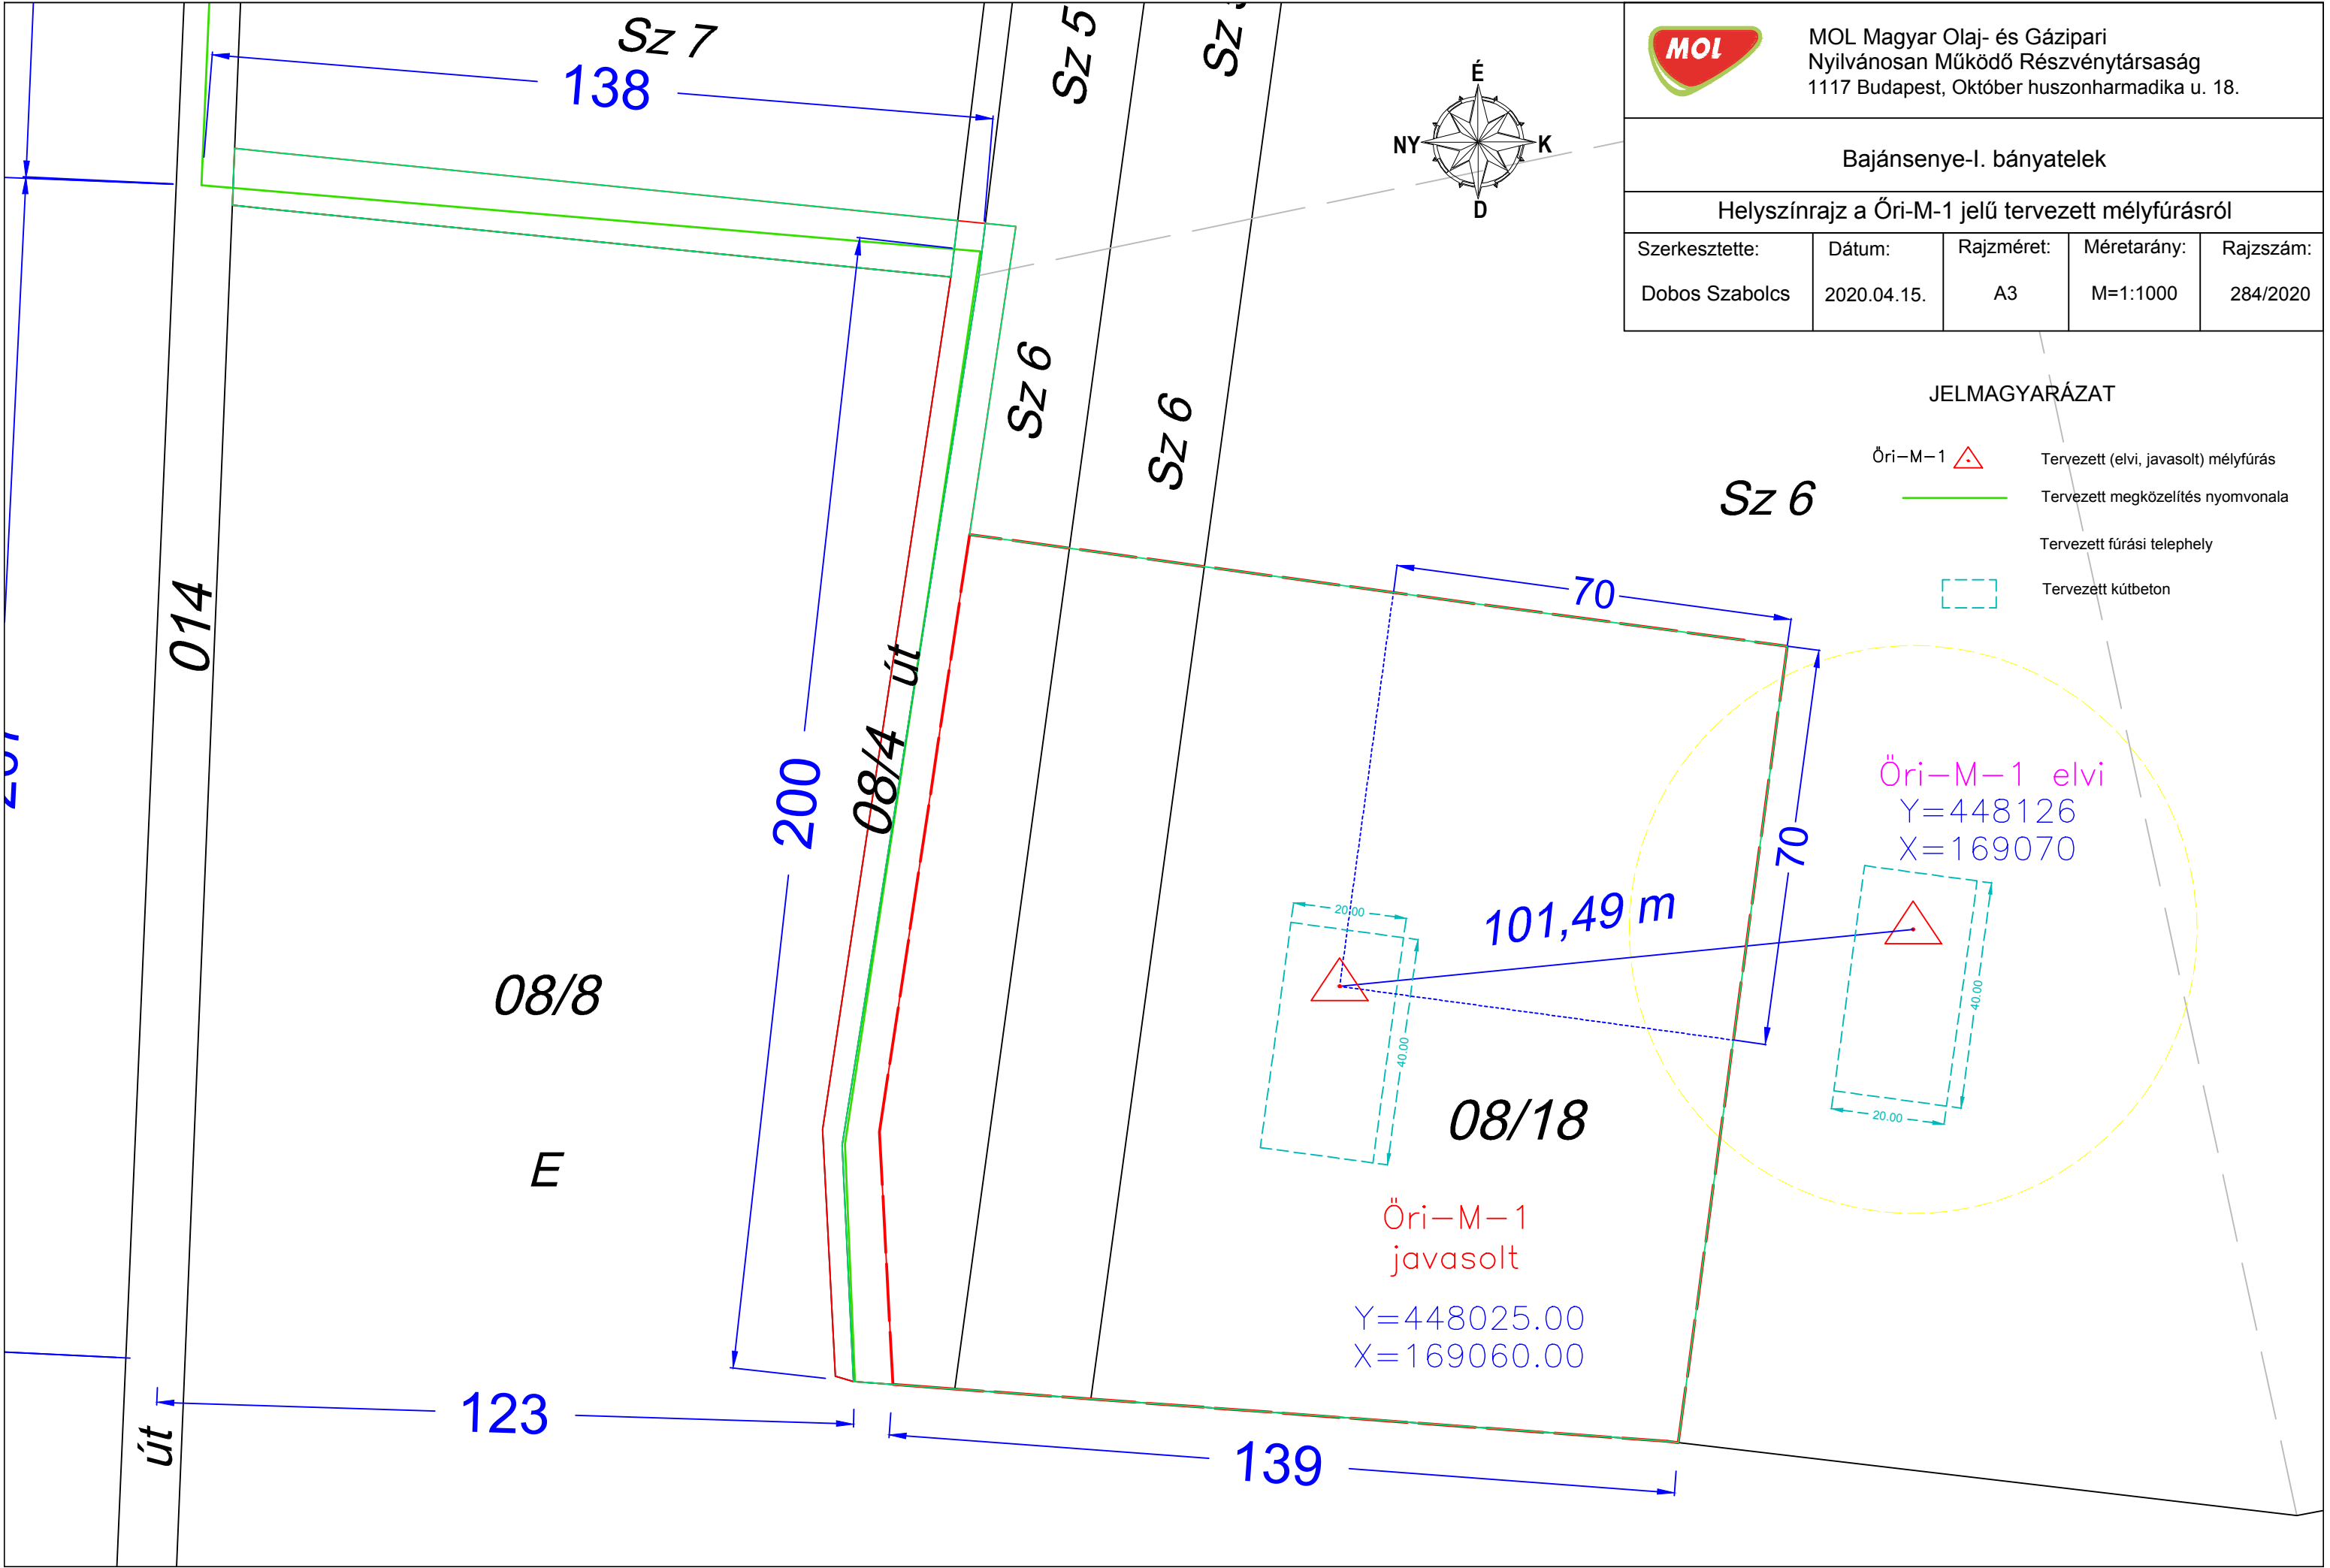 MOL
MOL Magyar Olaj- és Gázipari
Nyilvánosan Működő Részvénytársaság
1117 Budapest, Október huszonharmadika u. 18.
Bajánsenye-I. bányatelek
Helyszínrajz a Őri-M-1 jelű tervezett mélyfúrásról
Szerkesztette: Dátum: Rajzméret: Méretarány: Rajzszám:
Dobos Szabolcs 2020.04.15. A3 M=1:1000 284/2020
É
NY K
D
JELMAGYARÁZAT
Őri-M-1 Tervezett (elvi, javasolt) mélyfúrás
Tervezett megközelítés nyomvonala
Tervezett fúrási telephely
Tervezett kútbeton
Sz 7
138
Sz 5
Sz 6
Sz 6
Sz 6
014
út
08/4 út
200
08/8
E
123
139
70
70
101,49 m
20.00
40.00
08/18
Őri-M-1
javasolt
Y=448025.00
X=169060.00
Őri-M-1 elvi
Y=448126
X=169070
40.00
20.00